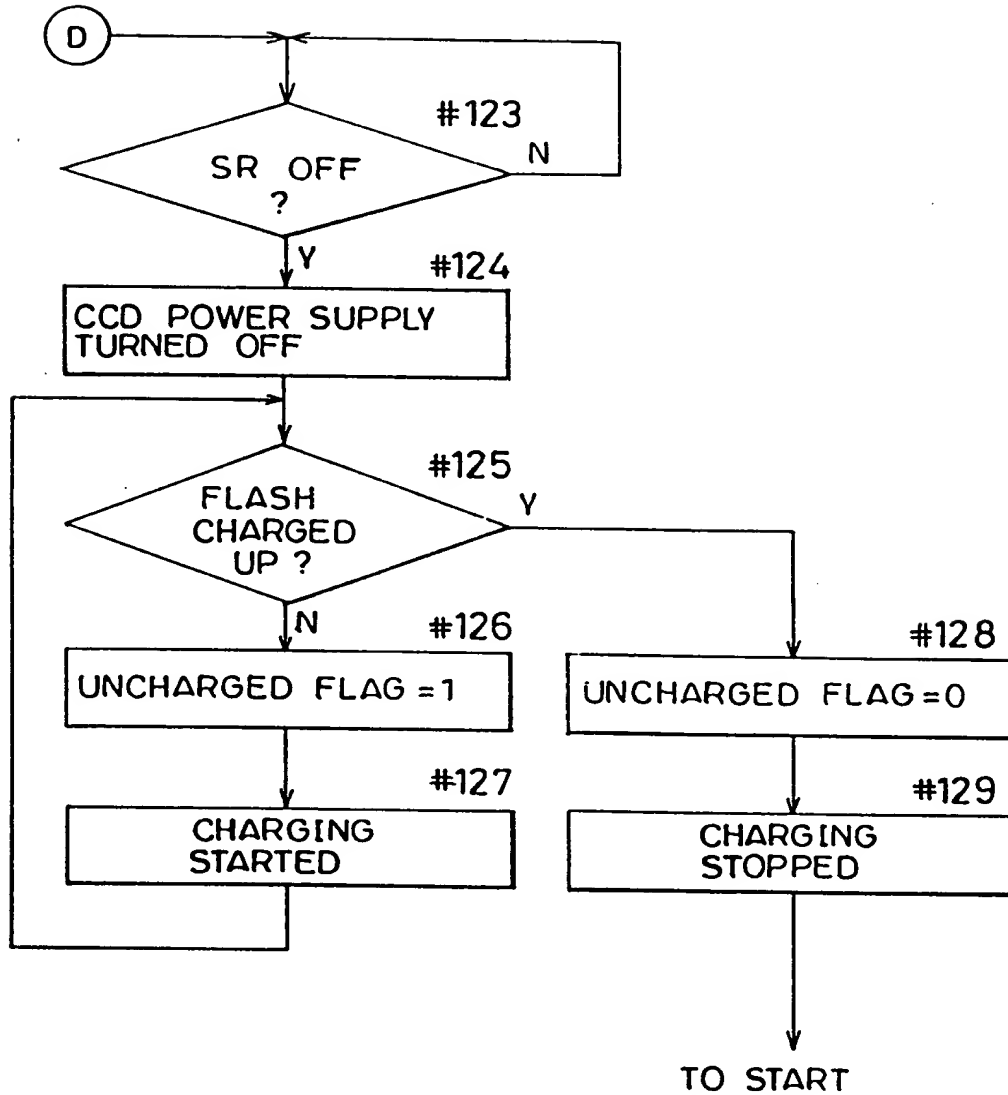 D
#123
SR OFF
?
N
Y
#124
CCD POWER SUPPLY
TURNED OFF
#125
FLASH
CHARGED
UP ?
Y
N
#126
UNCHARGED FLAG = 1
#127
CHARGING
STARTED
#128
UNCHARGED FLAG = 0
#129
CHARGING
STOPPED
TO START